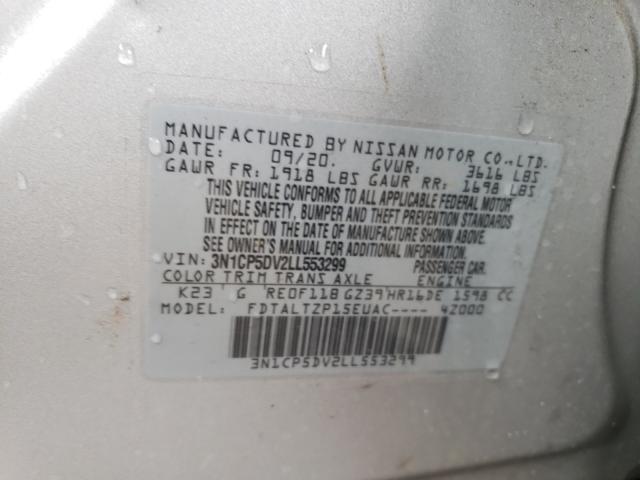 MANUFACTURED BY NISSAN MOTOR CO.,LTD.
DATE: 09/20. GVWR: 3616 LBS
GAWR FR: 1918 LBS GAWR RR: 1698 LBS
THIS VEHICLE CONFORMS TO ALL APPLICABLE FEDERAL MOTOR
VEHICLE SAFETY, BUMPER AND THEFT PREVENTION STANDARDS
IN EFFECT ON THE DATE OF MANUFACTURE SHOWN ABOVE.
SEE OWNER'S MANUAL FOR ADDITIONAL INFORMATION.
VIN: 3N1CP5DV2LL553299 PASSENGER CAR.
COLOR TRIM TRANS AXLE ENGINE
K23 G RE0F11B GZ39 HR16DE 1598 CC
MODEL: FDTALTZP15EUAC---- 42000
3N1CP5DV2LL553299